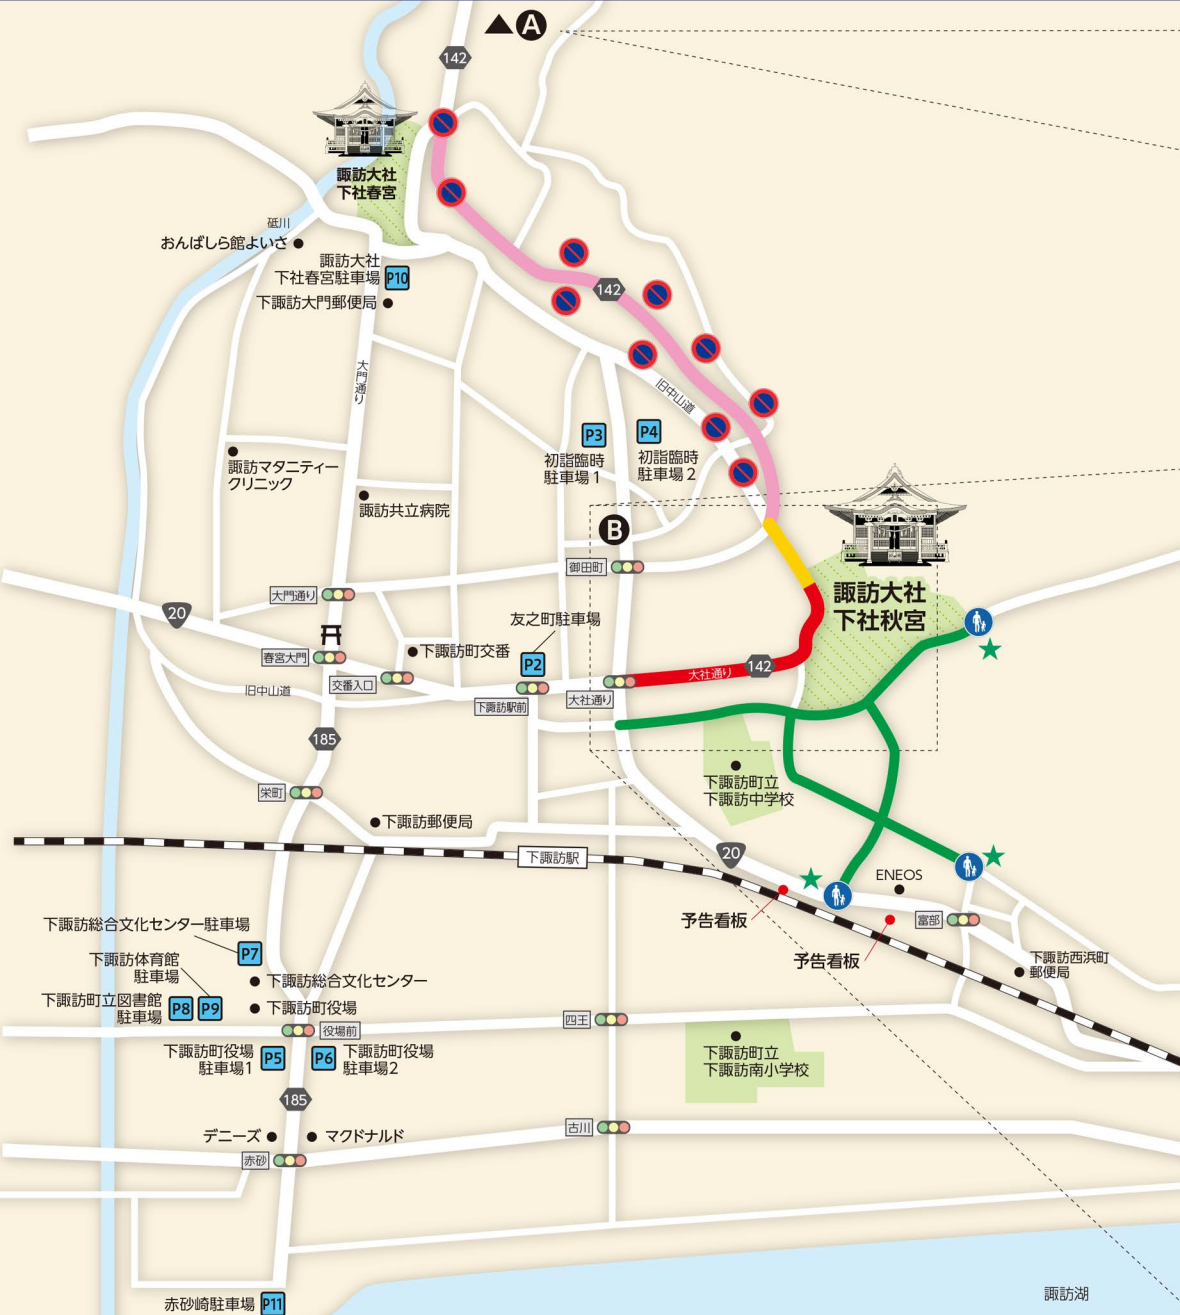 A
142
諏訪大社
下社春宮
砥川
おんばしら館よいさ
諏訪大社
下社春宮駐車場
P10
下諏訪大門郵便局
142
大門通り
旧中山道
P3
初詣臨時
駐車場1
P4
初詣臨時
駐車場2
諏訪マタニティー
クリニック
諏訪共立病院
B
御田町
諏訪大社
下社秋宮
大門通り
20
友之町駐車場
P2
春宮大門
下諏訪町交番
交番入口
旧中山道
下諏訪駅前
大社通り
大社通り
142
185
下諏訪町立
下諏訪中学校
栄町
下諏訪郵便局
下諏訪駅
20
ENEOS
予告看板
富部
予告看板
下諏訪西浜町
郵便局
下諏訪総合文化センター駐車場
P7
下諏訪体育館
駐車場
下諏訪総合文化センター
下諏訪町立図書館
駐車場
P8
P9
下諏訪町役場
役場前
四王
下諏訪町役場
駐車場1
P5
P6
下諏訪町役場
駐車場2
下諏訪町立
下諏訪南小学校
185
古川
デニーズ
マクドナルド
赤砂
赤砂崎駐車場
P11
諏訪湖